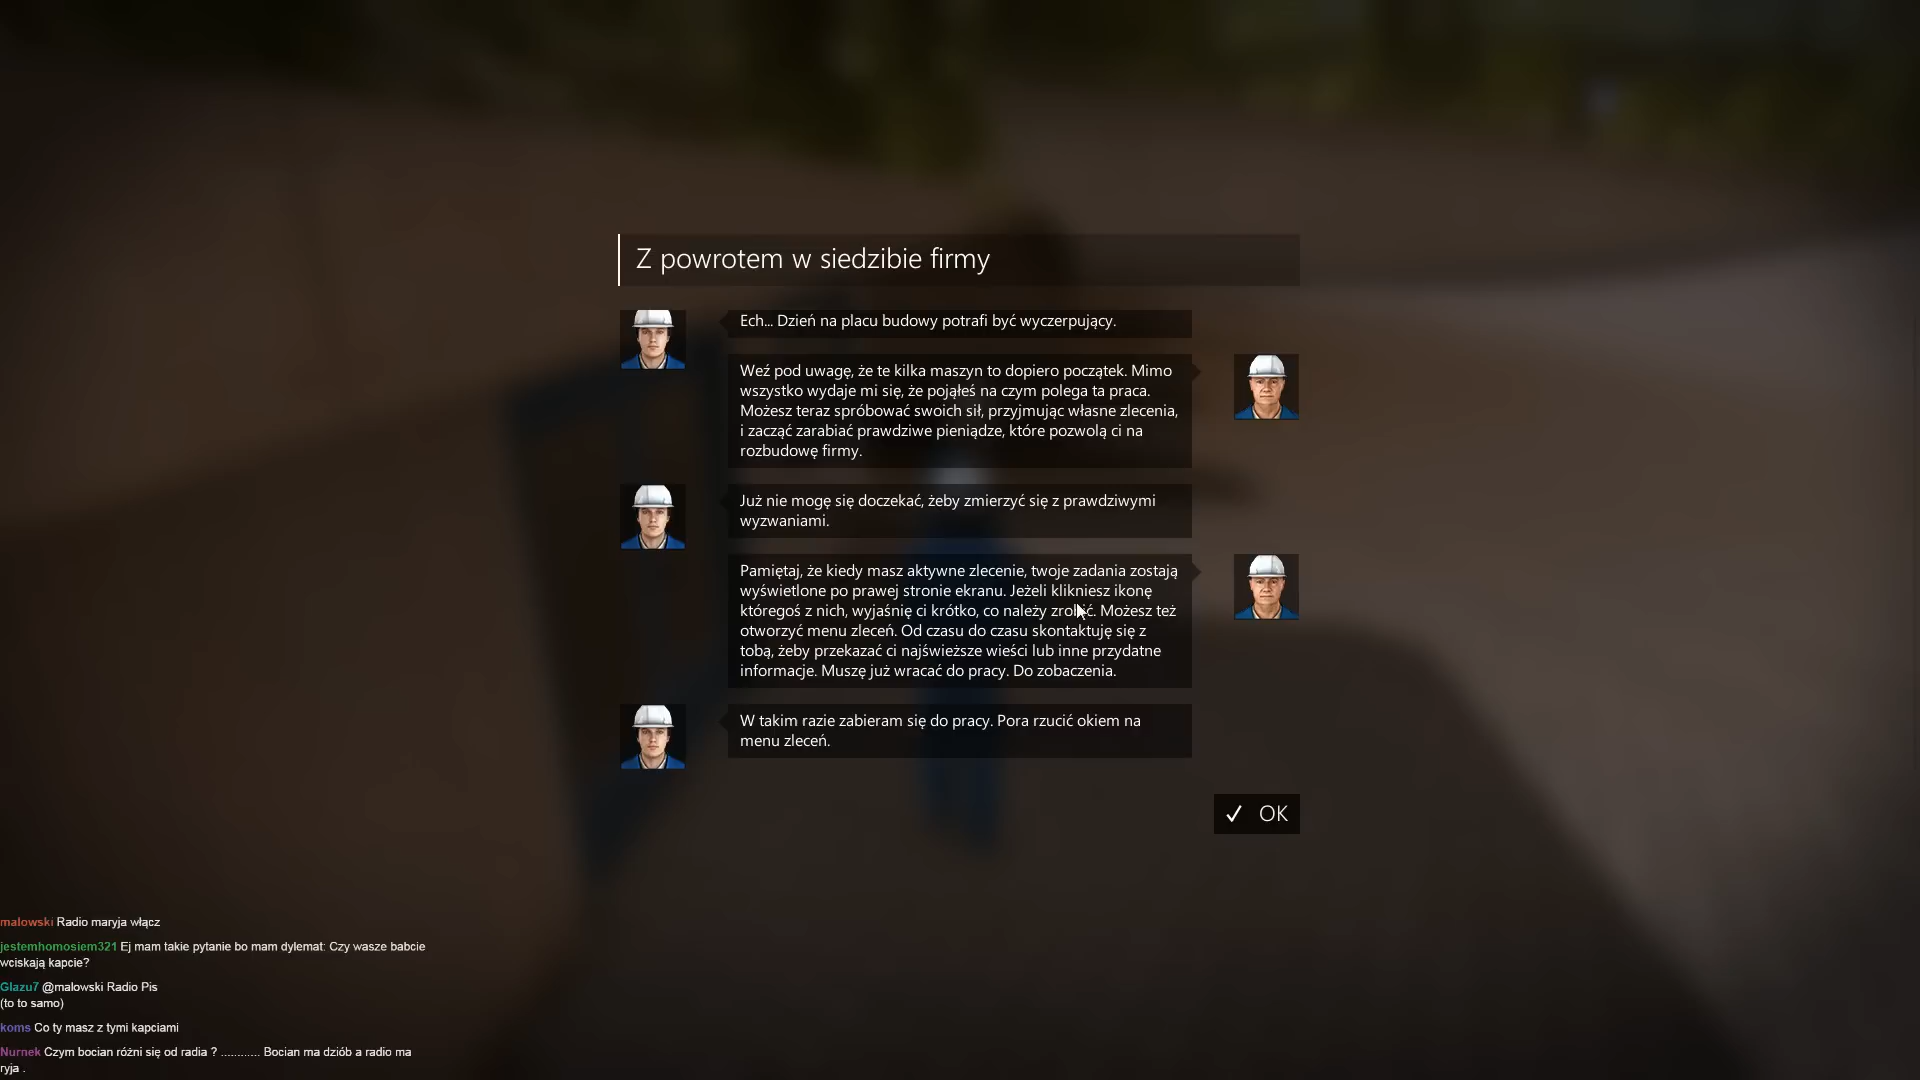 Z powrotem w siedzibie firmy
Ech... Dzień na placu budowy potrafi być wyczerpujący.
Weź pod uwagę, że te kilka maszyn to dopiero początek. Mimo
wszystko wydaje mi się, że pojąłeś na czym polega ta praca.
Możesz teraz spróbować swoich sił, przyjmując własne zlecenia,
i zacząć zarabiać prawdziwe pieniądze, które pozwolą ci na
rozbudowę firmy.
Już nie mogę się doczekać, żeby zmierzyć się z prawdziwymi
wyzwaniami.
Pamiętaj, że kiedy masz aktywne zlecenie, twoje zadania zostają
wyświetlone po prawej stronie ekranu. Jeżeli klikniesz ikonę
któregoś z nich, wyjaśnię ci krótko, co należy zrobić. Możesz też
otworzyć menu zleceń. Od czasu do czasu skontaktuję się z
tobą, żeby przekazać ci najświeższe wieści lub inne przydatne
informacje. Muszę już wracać do pracy. Do zobaczenia.
W takim razie zabieram się do pracy. Pora rzucić okiem na
menu zleceń.
OK
malowski Radio maryja włącz
jestemhomosiem321 Ej mam takie pytanie bo mam dylemat: Czy wasze babcie
wciskają kapcie?
Glazu7 @malowski Radio Pis
(to to samo)
koms Co ty masz z tymi kapciami
Nurnek Czym bocian różni się od radia ? ............ Bocian ma dziób a radio ma
ryja .